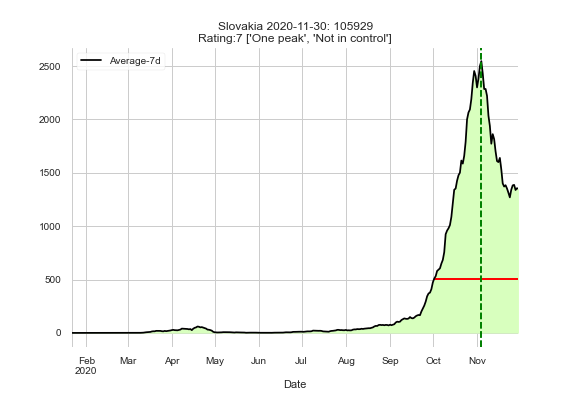 Slovakia 2020-11-30: 105929
Rating:7 ['One peak', 'Not in control']
Average-7d
2500
2000
1500
1000
500
0
Feb Mar Apr May Jun Jul Aug Sep Oct Nov
2020
Date